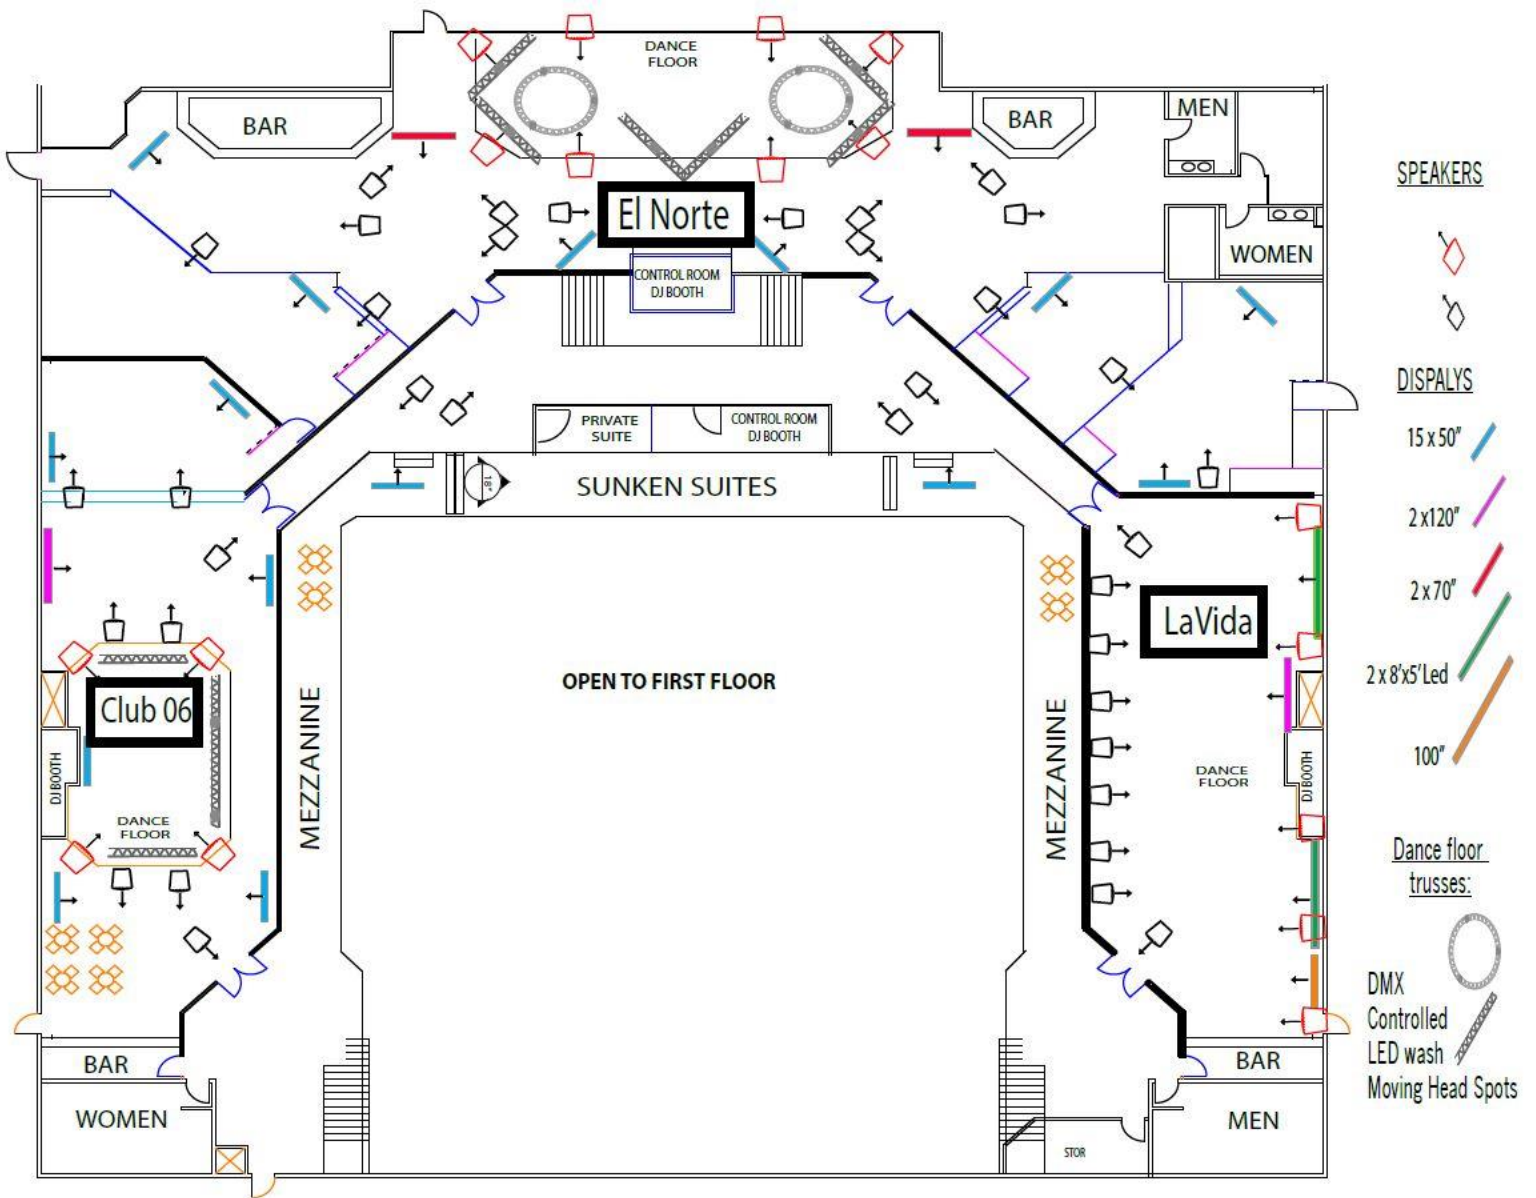 DANCE
FLOOR
BAR
BAR
MEN
El Norte
WOMEN
CONTROL ROOM
DJ BOOTH
PRIVATE
SUITE
CONTROL ROOM
DJ BOOTH
18"
SUNKEN SUITES
OPEN TO FIRST FLOOR
MEZZANINE
MEZZANINE
Club 06
DJ BOOTH
DANCE
FLOOR
BAR
WOMEN
LaVida
DANCE
FLOOR
DJ BOOTH
BAR
MEN
STOR
SPEAKERS
DISPALYS
15 x 50"
2 x120"
2 x 70"
2 x 8'x5' Led
100"
Dance floor
trusses:
DMX
Controlled
LED wash
Moving Head Spots